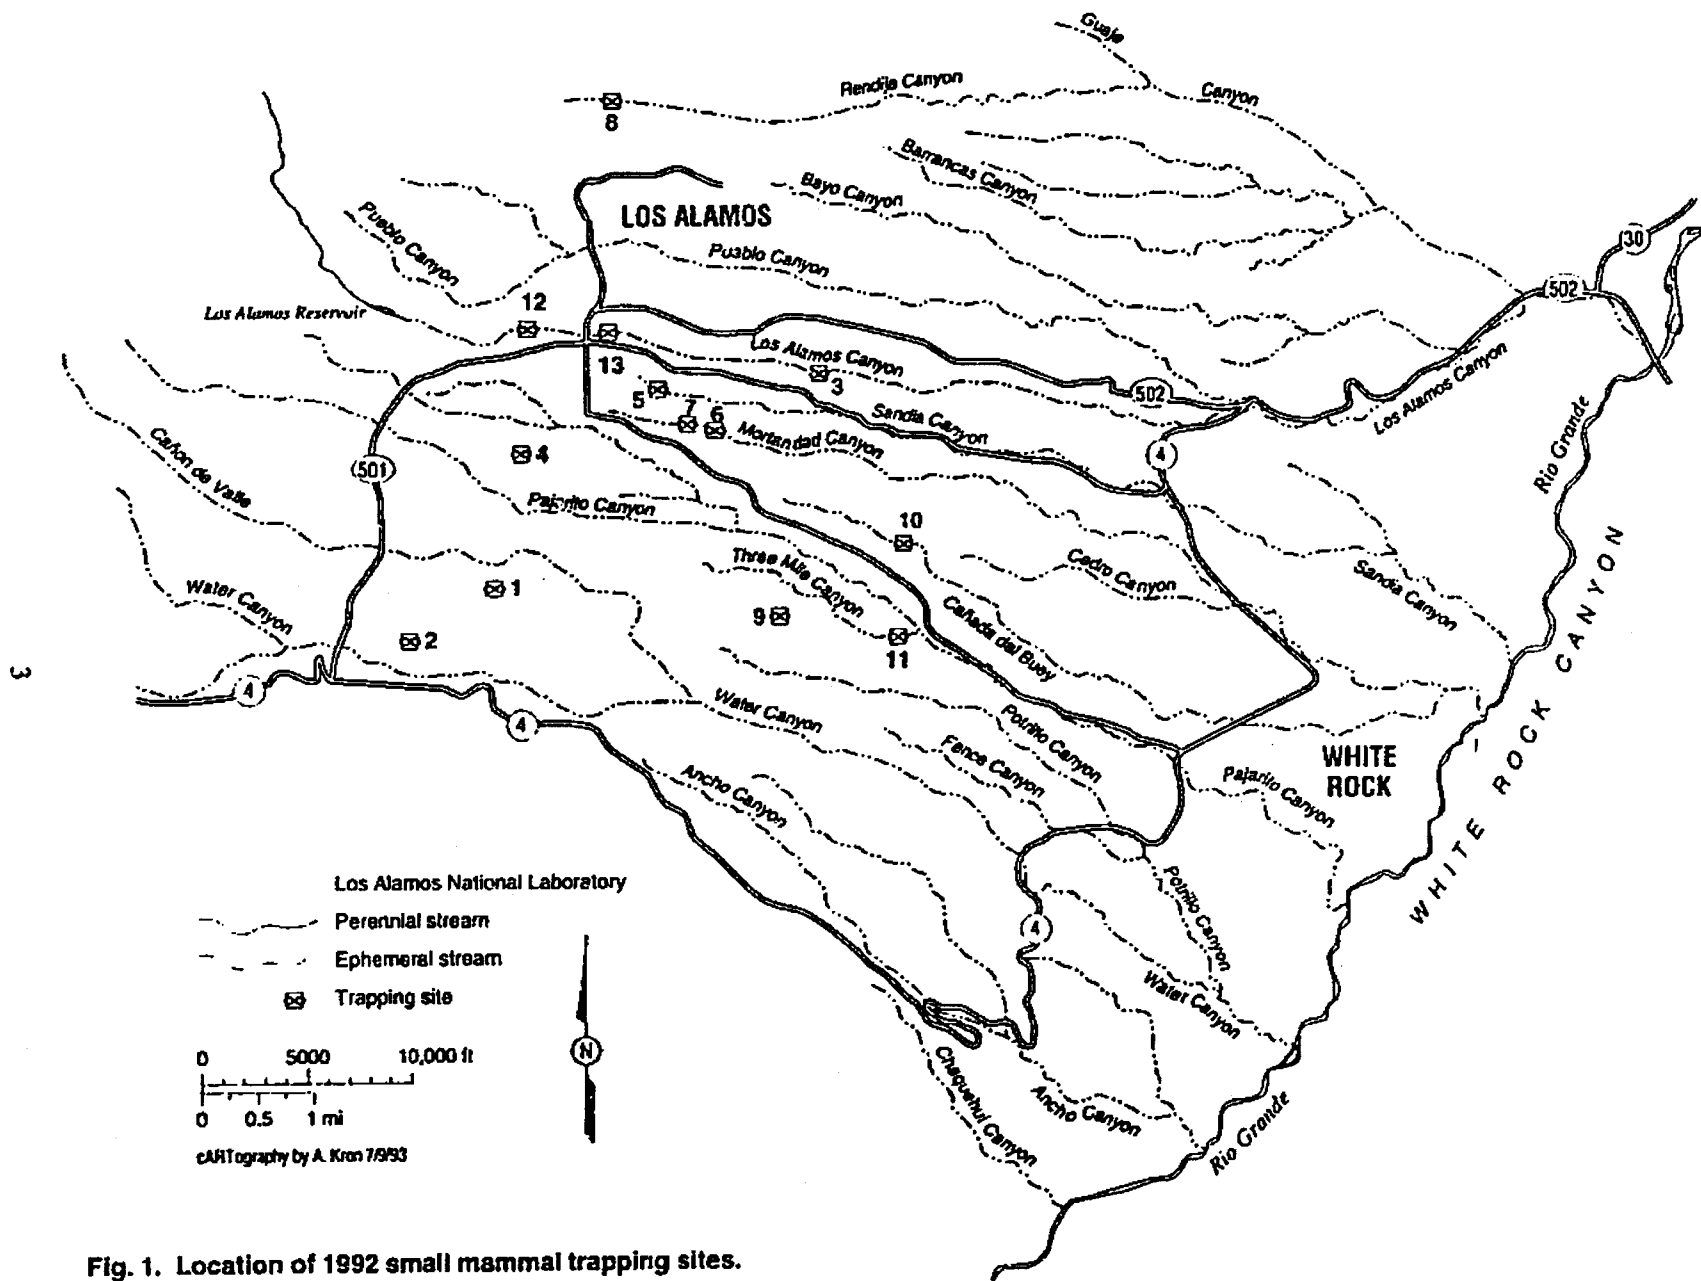 Guaje
Rendija Canyon
Canyon
8
Barrancas Canyon
Bayo Canyon
LOS ALAMOS
Pueblo Canyon
Pueblo Canyon
30
502
12
Los Alamos Reservoir
13
Los Alamos Canyon
3
502
Los Alamos Canyon
5
7
6
Sandia Canyon
Mortandad Canyon
4
Rio Grande
501
4
Cañon de Valle
Pajarito Canyon
10
Three Mile Canyon
Cedro Canyon
Sandia Canyon
1
Water Canyon
9
Cañada del Buey
2
11
3
4
4
Water Canyon
Potrillo Canyon
Fence Canyon
WHITE
ROCK
Pajarito Canyon
WHITE ROCK CANYON
Ancho Canyon
Potrillo Canyon
4
Water Canyon
Chaquehui Canyon
Ancho Canyon
Rio Grande
Los Alamos National Laboratory
Perennial stream
Ephemeral stream
Trapping site
0 5000 10,000 ft
0 0.5 1 mi
N
cARTography by A. Kron 7/9/93
Fig. 1. Location of 1992 small mammal trapping sites.